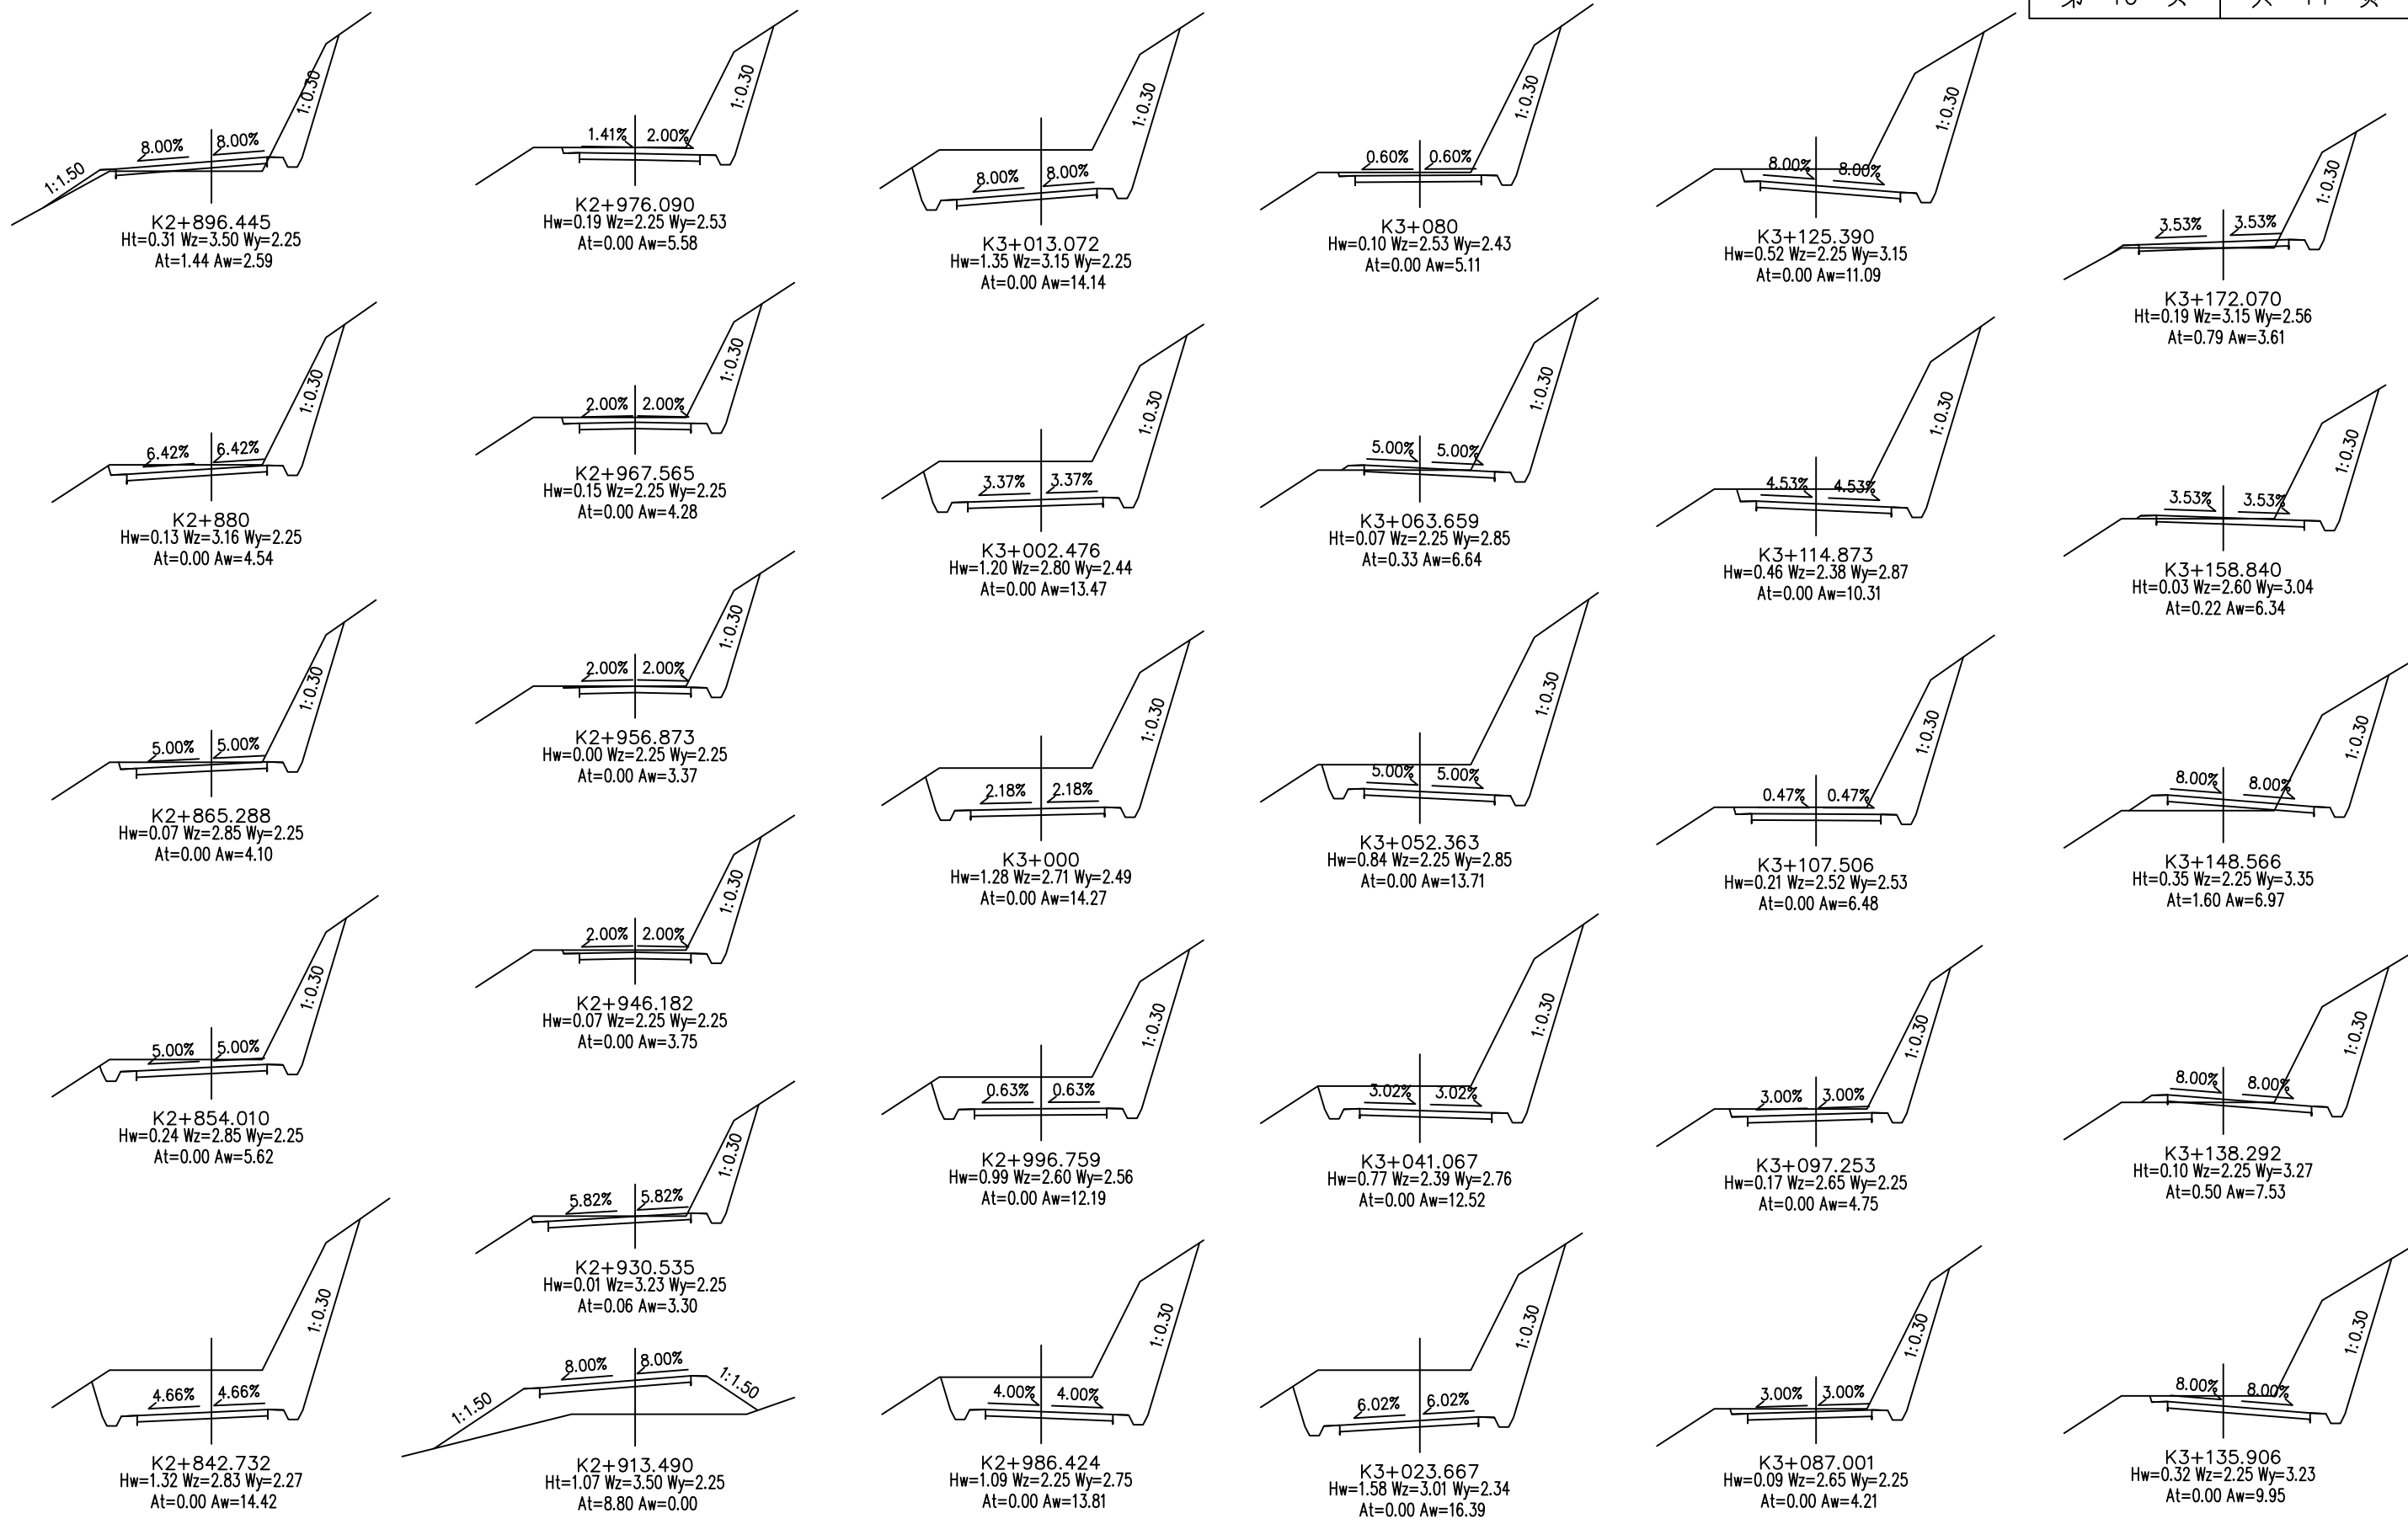 第 10 页 共 11 页
1:0.30
8.00% 8.00%
1:1.50
K2+896.445
Ht=0.31 Wz=3.50 Wy=2.25
At=1.44 Aw=2.59
1:0.30
6.42% 6.42%
K2+880
Hw=0.13 Wz=3.16 Wy=2.25
At=0.00 Aw=4.54
1:0.30
5.00% 5.00%
K2+865.288
Hw=0.07 Wz=2.85 Wy=2.25
At=0.00 Aw=4.10
1:0.30
5.00% 5.00%
K2+854.010
Hw=0.24 Wz=2.85 Wy=2.25
At=0.00 Aw=5.62
1:0.30
4.66% 4.66%
K2+842.732
Hw=1.32 Wz=2.83 Wy=2.27
At=0.00 Aw=14.42
1:0.30
1.41% 2.00%
K2+976.090
Hw=0.19 Wz=2.25 Wy=2.53
At=0.00 Aw=5.58
1:0.30
2.00% 2.00%
K2+967.565
Hw=0.15 Wz=2.25 Wy=2.25
At=0.00 Aw=4.28
1:0.30
2.00% 2.00%
K2+956.873
Hw=0.00 Wz=2.25 Wy=2.25
At=0.00 Aw=3.37
1:0.30
2.00% 2.00%
K2+946.182
Hw=0.07 Wz=2.25 Wy=2.25
At=0.00 Aw=3.75
1:0.30
5.82% 5.82%
K2+930.535
Hw=0.01 Wz=3.23 Wy=2.25
At=0.06 Aw=3.30
8.00% 8.00%
1:1.50 1:1.50
K2+913.490
Ht=1.07 Wz=3.50 Wy=2.25
At=8.80 Aw=0.00
1:0.30
8.00% 8.00%
K3+013.072
Hw=1.35 Wz=3.15 Wy=2.25
At=0.00 Aw=14.14
1:0.30
3.37% 3.37%
K3+002.476
Hw=1.20 Wz=2.80 Wy=2.44
At=0.00 Aw=13.47
1:0.30
2.18% 2.18%
K3+000
Hw=1.28 Wz=2.71 Wy=2.49
At=0.00 Aw=14.27
1:0.30
0.63% 0.63%
K2+996.759
Hw=0.99 Wz=2.60 Wy=2.56
At=0.00 Aw=12.19
1:0.30
4.00% 4.00%
K2+986.424
Hw=1.09 Wz=2.25 Wy=2.75
At=0.00 Aw=13.81
1:0.30
0.60% 0.60%
K3+080
Hw=0.10 Wz=2.53 Wy=2.43
At=0.00 Aw=5.11
1:0.30
5.00% 5.00%
K3+063.659
Ht=0.07 Wz=2.25 Wy=2.85
At=0.33 Aw=6.64
1:0.30
5.00% 5.00%
K3+052.363
Hw=0.84 Wz=2.25 Wy=2.85
At=0.00 Aw=13.71
1:0.30
3.02% 3.02%
K3+041.067
Hw=0.77 Wz=2.39 Wy=2.76
At=0.00 Aw=12.52
1:0.30
6.02% 6.02%
K3+023.667
Hw=1.58 Wz=3.01 Wy=2.34
At=0.00 Aw=16.39
1:0.30
8.00% 8.00%
K3+125.390
Hw=0.52 Wz=2.25 Wy=3.15
At=0.00 Aw=11.09
1:0.30
4.53% 4.53%
K3+114.873
Hw=0.46 Wz=2.38 Wy=2.87
At=0.00 Aw=10.31
1:0.30
0.47% 0.47%
K3+107.506
Hw=0.21 Wz=2.52 Wy=2.53
At=0.00 Aw=6.48
1:0.30
3.00% 3.00%
K3+097.253
Hw=0.17 Wz=2.65 Wy=2.25
At=0.00 Aw=4.75
1:0.30
3.00% 3.00%
K3+087.001
Hw=0.09 Wz=2.65 Wy=2.25
At=0.00 Aw=4.21
1:0.30
3.53% 3.53%
K3+172.070
Ht=0.19 Wz=3.15 Wy=2.56
At=0.79 Aw=3.61
1:0.30
3.53% 3.53%
K3+158.840
Ht=0.03 Wz=2.60 Wy=3.04
At=0.22 Aw=6.34
1:0.30
8.00% 8.00%
K3+148.566
Ht=0.35 Wz=2.25 Wy=3.35
At=1.60 Aw=6.97
1:0.30
8.00% 8.00%
K3+138.292
Ht=0.10 Wz=2.25 Wy=3.27
At=0.50 Aw=7.53
1:0.30
8.00% 8.00%
K3+135.906
Hw=0.32 Wz=2.25 Wy=3.23
At=0.00 Aw=9.95